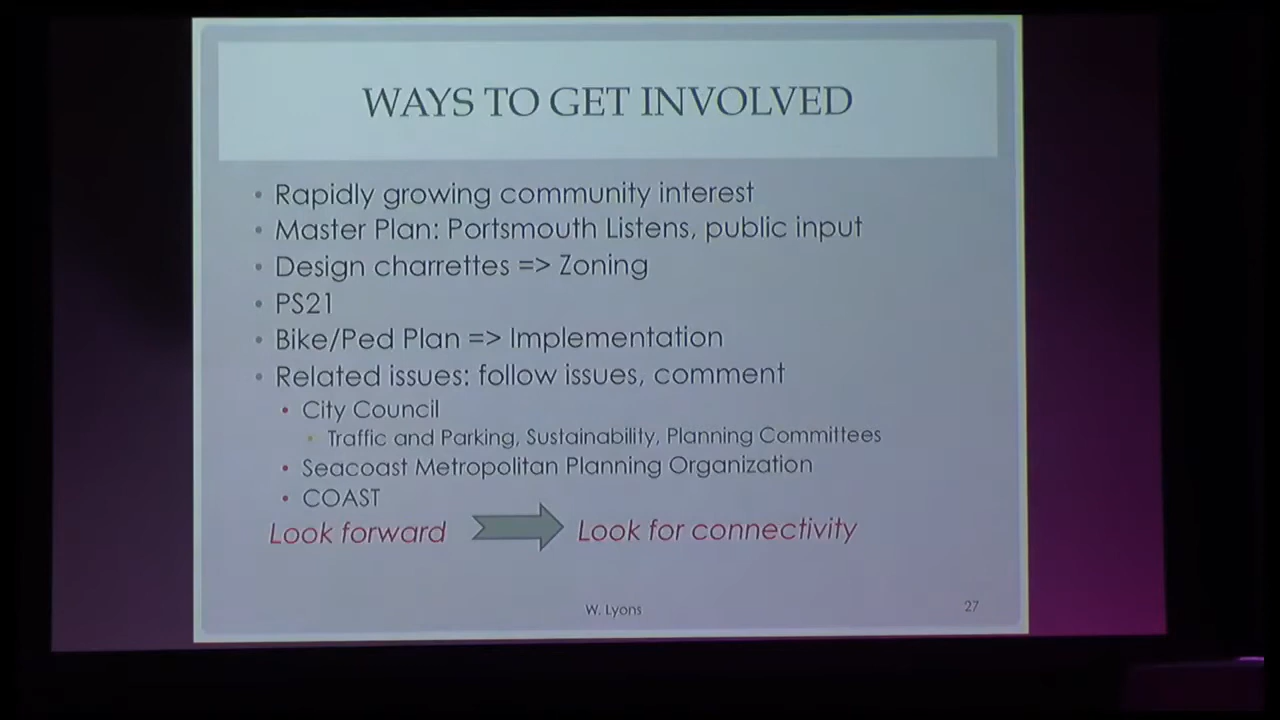 WAYS TO GET INVOLVED
• Rapidly growing community interest
• Master Plan: Portsmouth Listens, public input
• Design charrettes => Zoning
• PS21
• Bike/Ped Plan => Implementation
• Related issues: follow issues, comment
• City Council
• Traffic and Parking, Sustainability, Planning Committees
• Seacoast Metropolitan Planning Organization
• COAST
Look forward Look for connectivity
W. Lyons 27